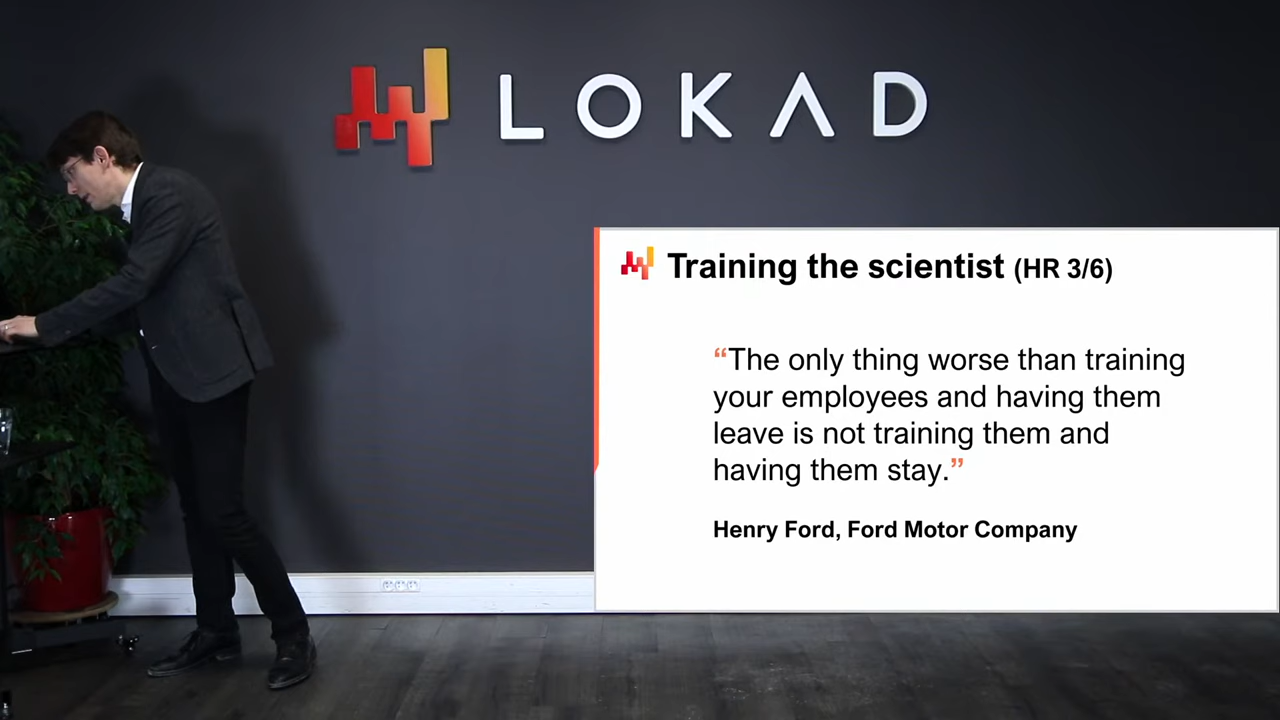 LOKAD
Training the scientist (HR 3/6)
“The only thing worse than training
your employees and having them
leave is not training them and
having them stay.”
Henry Ford, Ford Motor Company